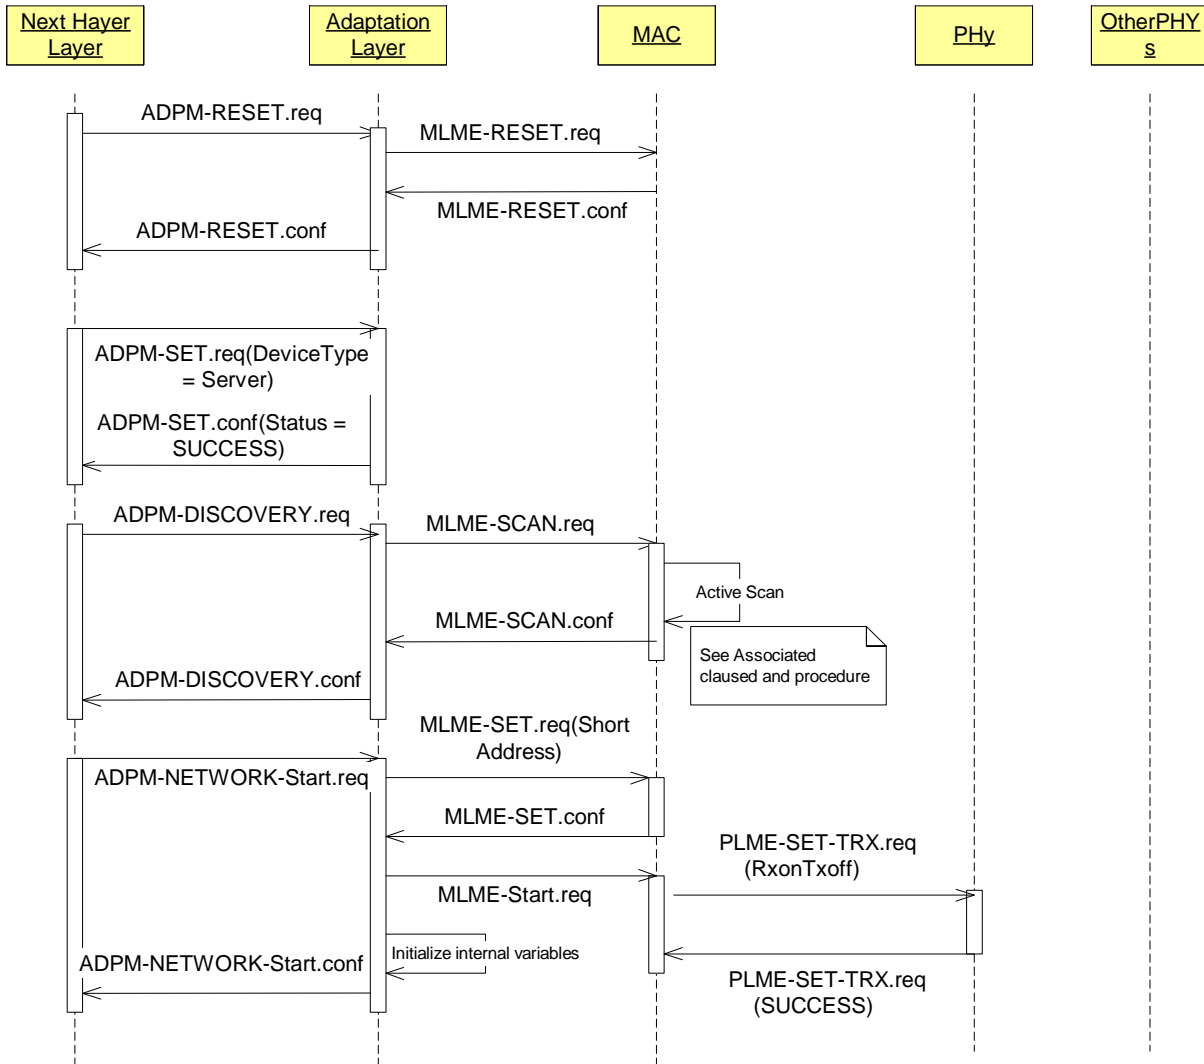 Next Hayer
Layer
Adaptation
Layer
MAC
PHy
OtherPHY
s
ADPM-RESET.req
MLME-RESET.req
MLME-RESET.conf
ADPM-RESET.conf
ADPM-SET.req(DeviceType
= Server)
ADPM-SET.conf(Status =
SUCCESS)
ADPM-DISCOVERY.req
MLME-SCAN.req
Active Scan
MLME-SCAN.conf
See Associated
claused and procedure
ADPM-DISCOVERY.conf
MLME-SET.req(Short
Address)
ADPM-NETWORK-Start.req
MLME-SET.conf
PLME-SET-TRX.req
(RxonTxoff)
MLME-Start.req
Initialize internal variables
ADPM-NETWORK-Start.conf
PLME-SET-TRX.req
(SUCCESS)